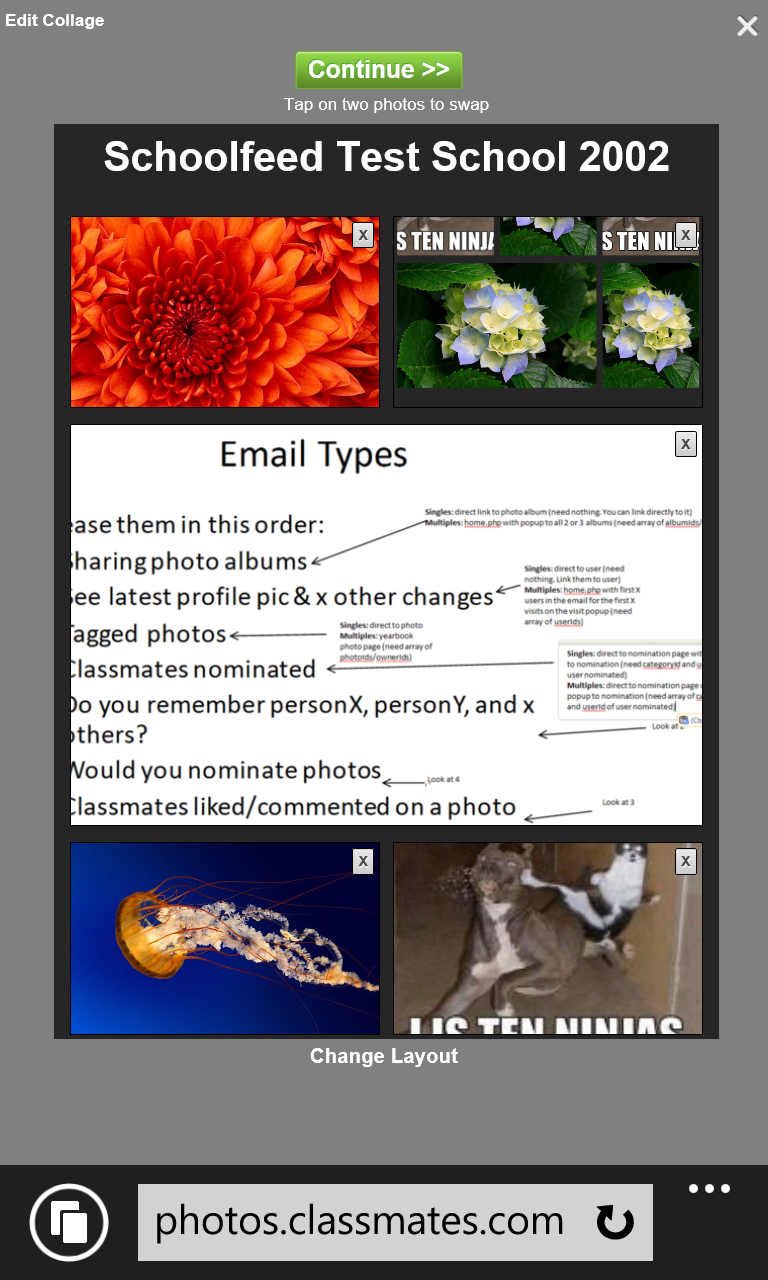 Edit Collage
Continue >>
Tap on two photos to swap
Schoolfeed Test School 2002
X
S TEN NINJA
S TEN NINJ
X
X
Email Types
ease them in this order:
Singles: direct link to photo album (need nothing. You can link directly to it)
Multiples: home.php with popup to all 2 or 3 albums (need array of albumIds/
Sharing photo albums
See latest profile pic & x other changes
Singles: direct to user (need
nothing. Link them to user)
Multiples: home.php with first X
users in the email for the first X
visits on the visit popup (need
array of userIds)
Tagged photos
Singles: direct to photo
Multiples: yearbook
photo page (need array of
photoIds/ownerIds)
Classmates nominated
Singles: direct to nomination page wit
to nomination (need categoryId and u
user nominated)
Multiples: direct to nomination page
popup to nomination (need array of ca
and userId of user nominated)
(Ctr
Do you remember personX, personY, and x
others?
Look at
Would you nominate photos
Look at 4
Classmates liked/commented on a photo
Look at 3
X
X
LIS TEN NINJAS
Change Layout
photos.classmates.com